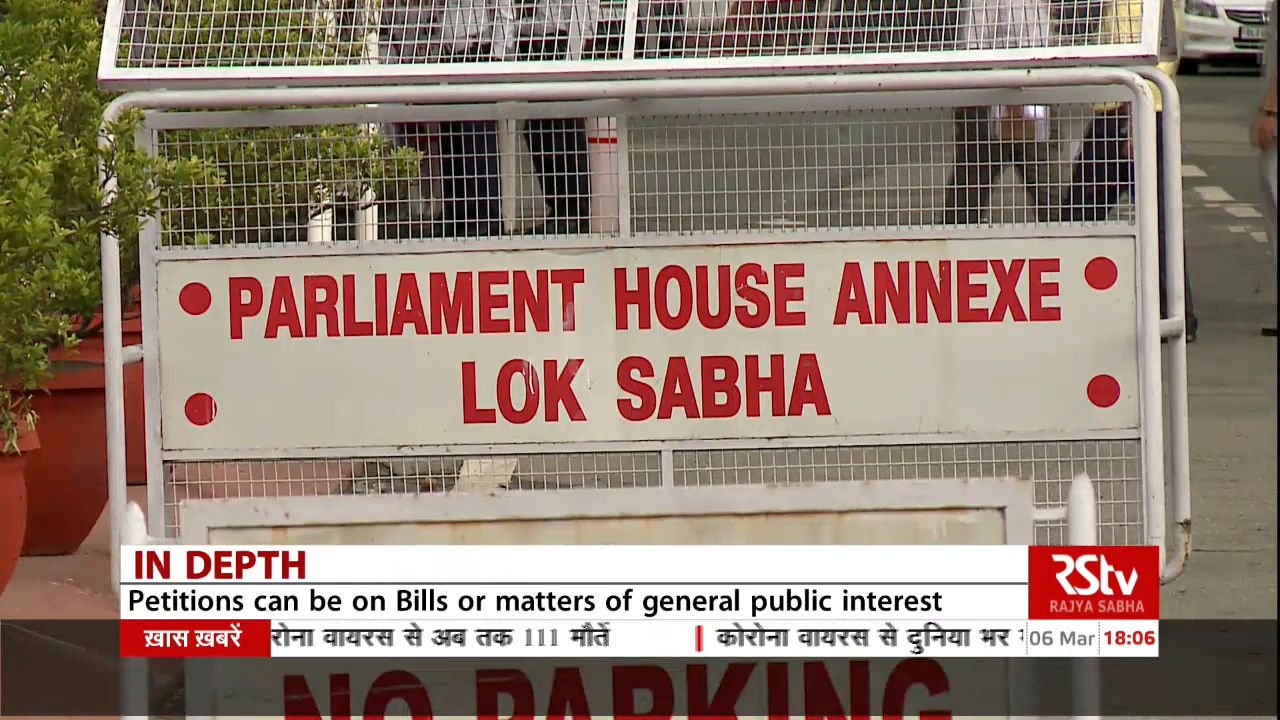 PARLIAMENT HOUSE ANNEXE
LOK SABHA
IN DEPTH
RStv
RAJYA SABHA
Petitions can be on Bills or matters of general public interest
ख़ास ख़बरें
वायरस से अब तक 111 मौतें | कोरोना वायरस से दुनिया भर
06 Mar 18:06
NO PARKING